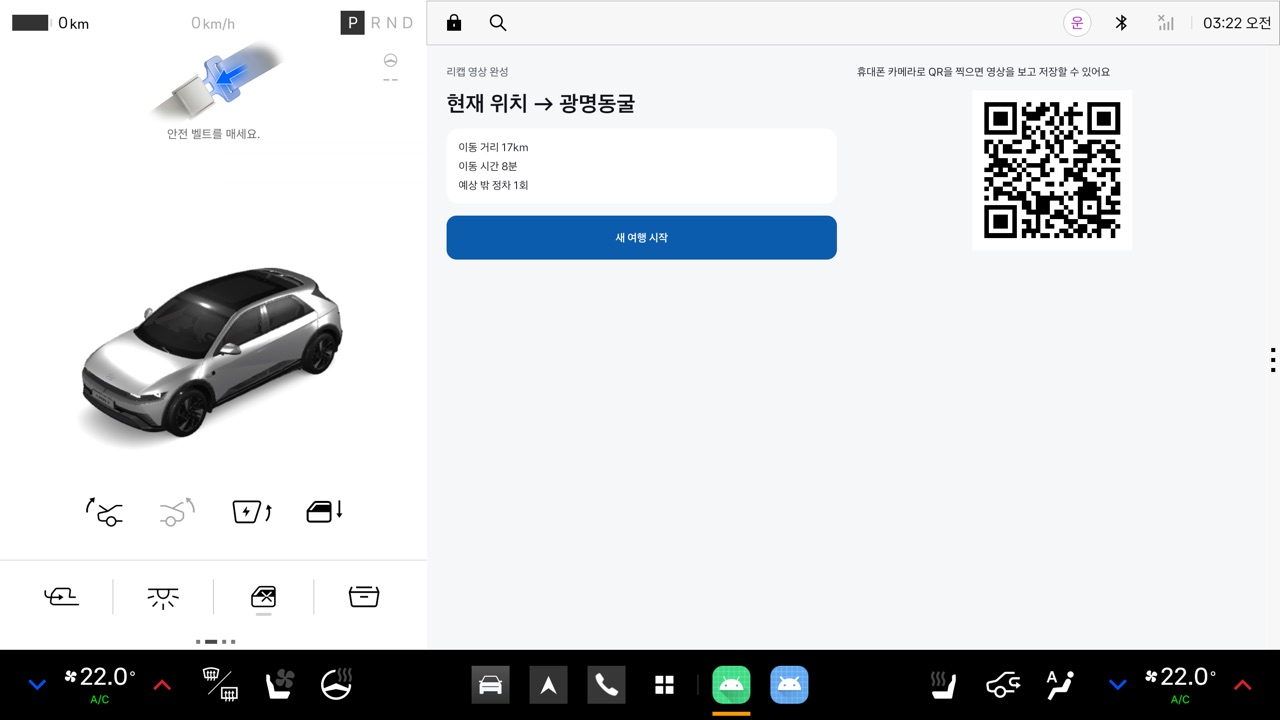 0km
0km/h
P R N D
운
03:22 오전
--
안전 벨트를 매세요.
리캡 영상 완성
현재 위치 → 광명동굴
이동 거리 17km
이동 시간 8분
예상 밖 정차 1회
새 여행 시작
휴대폰 카메라로 QR을 찍으면 영상을 보고 저장할 수 있어요
22.0°
A/C
A
22.0°
A/C